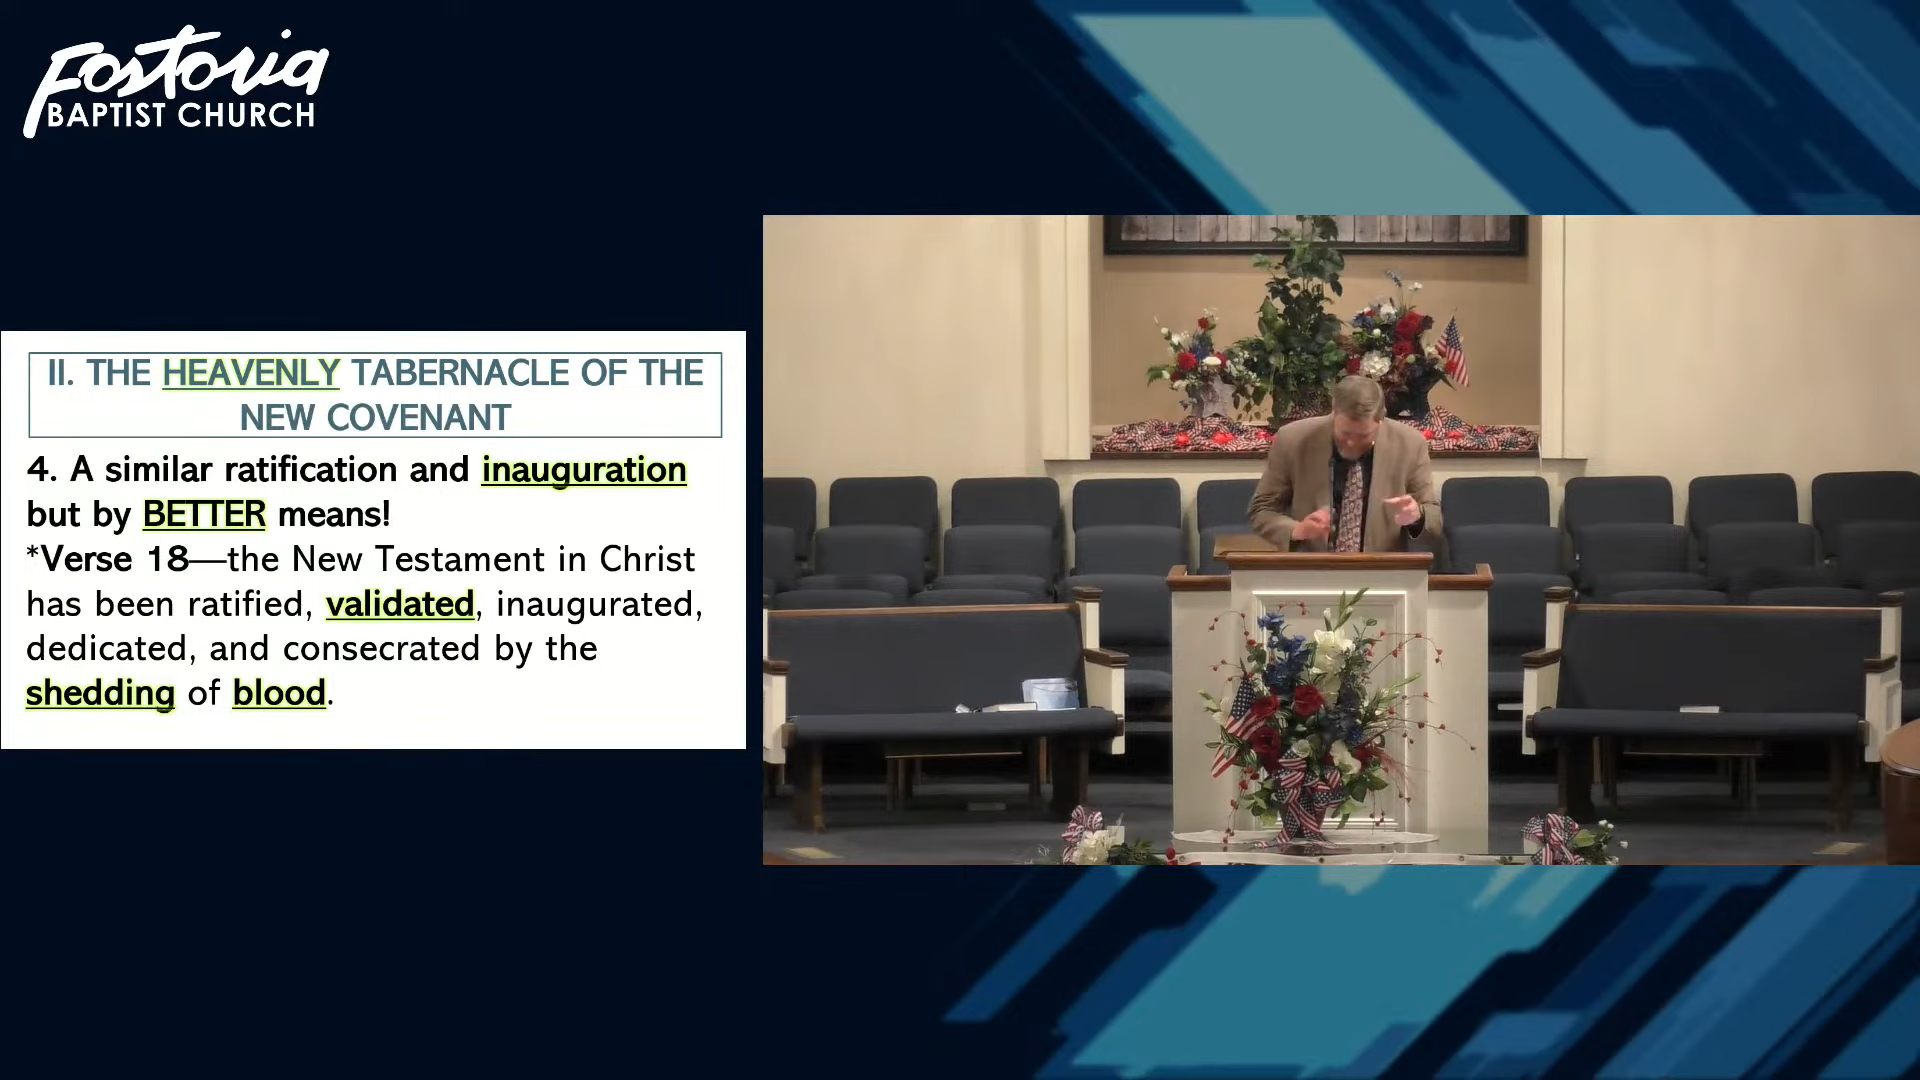 Fostoria
BAPTIST CHURCH
II. THE HEAVENLY TABERNACLE OF THE
NEW COVENANT
4. A similar ratification and inauguration
but by BETTER means!
*Verse 18—the New Testament in Christ
has been ratified, validated, inaugurated,
dedicated, and consecrated by the
shedding of blood.